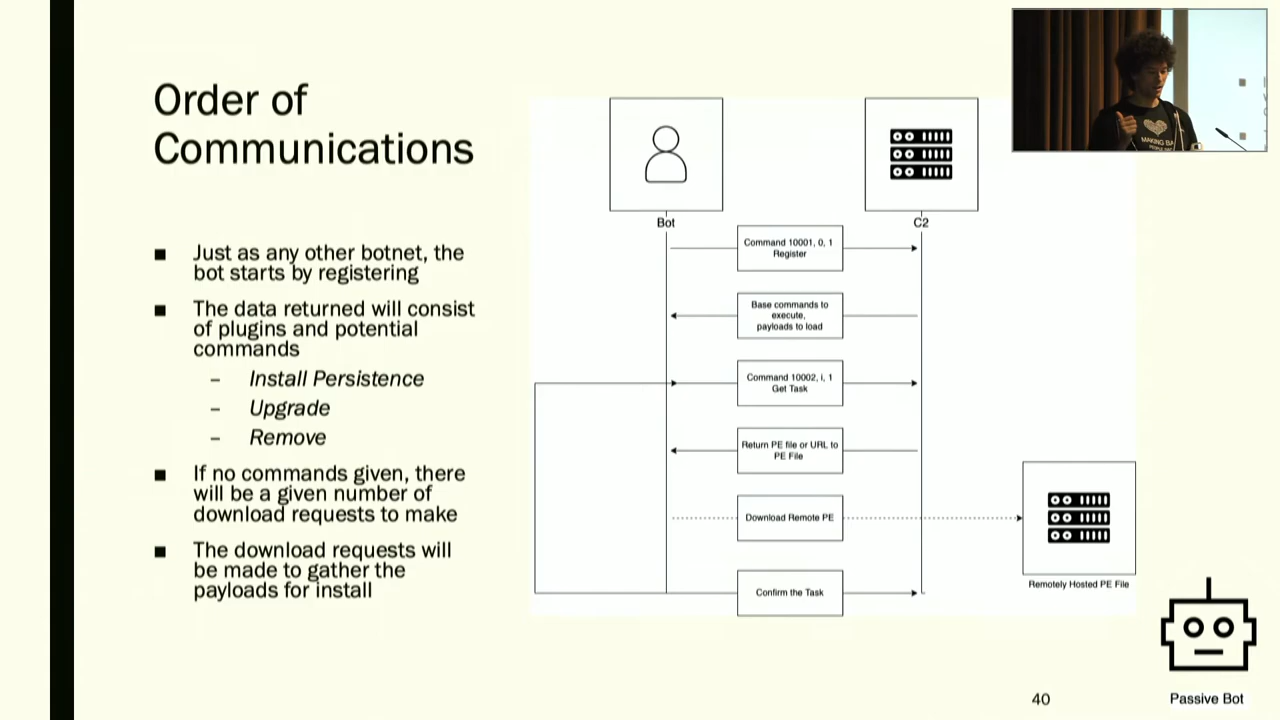 Order of
Communications
Just as any other botnet, the
bot starts by registering
The data returned will consist
of plugins and potential
commands
– Install Persistence
– Upgrade
– Remove
If no commands given, there
will be a given number of
download requests to make
The download requests will
be made to gather the
payloads for install
Bot
C2
Command 10001, 0, 1
Register
Base commands to
execute,
payloads to load
Command 10002, i, 1
Get Task
Return PE file or URL to
PE File
Download Remote PE
Confirm the Task
Remotely Hosted PE File
MAKING
40
Passive Bot